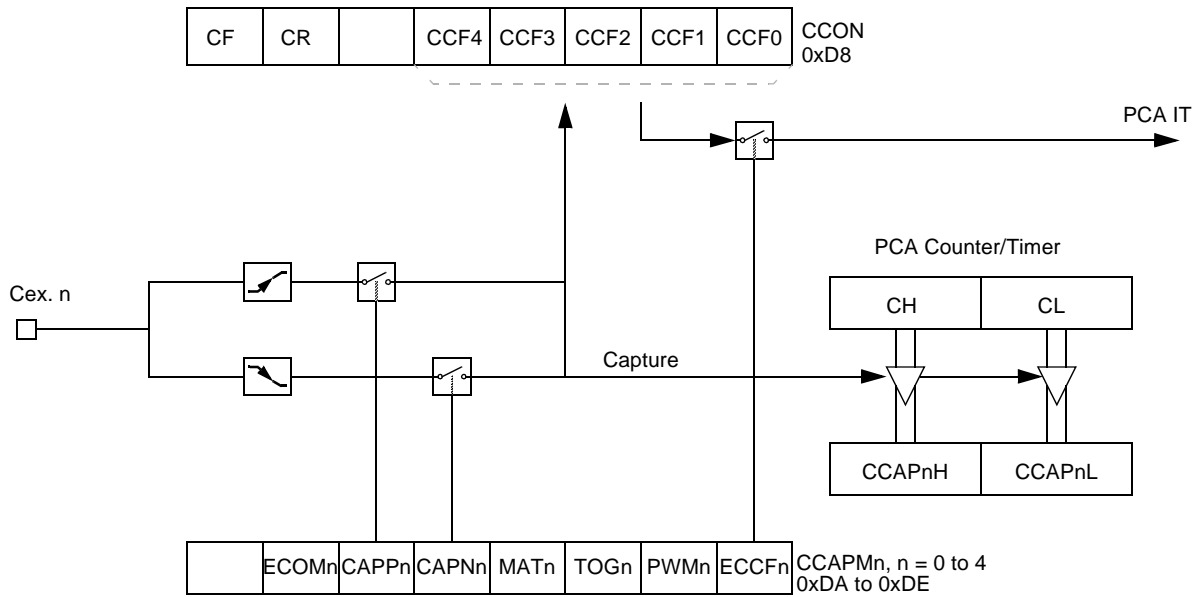 CF CR CCF4 CCF3 CCF2 CCF1 CCF0 CCON
0xD8
PCA IT
PCA Counter/Timer
Cex. n
CH CL
Capture
CCAPnH CCAPnL
ECOMn CAPPn CAPNn MATn TOGn PWMn ECCFn CCAPMn, n = 0 to 4
0xDA to 0xDE